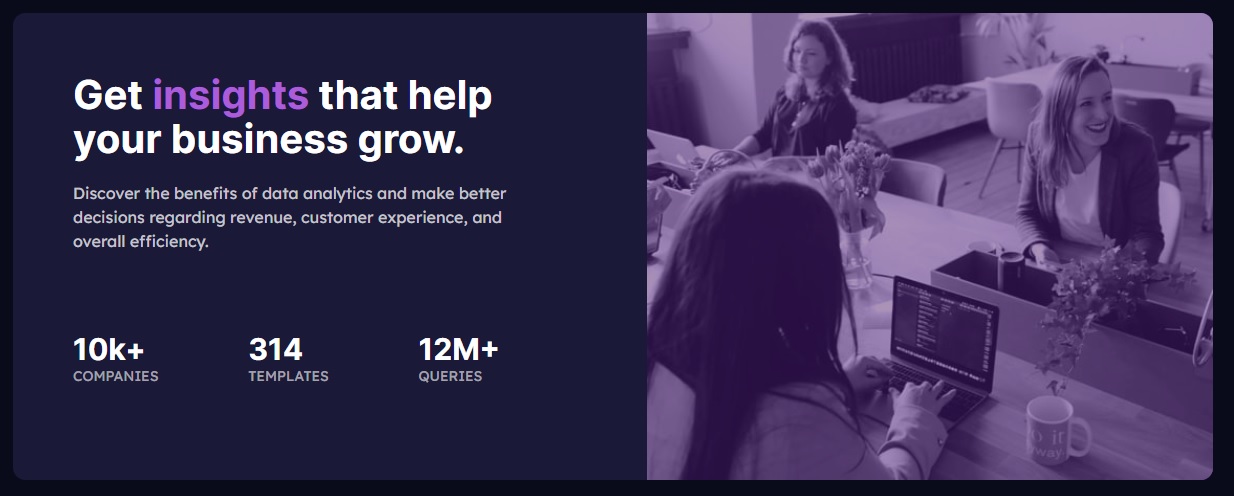 Get insights that help
your business grow.
Discover the benefits of data analytics and make better
decisions regarding revenue, customer experience, and
overall efficiency.
10k+ 314 12M+
COMPANIES TEMPLATES QUERIES